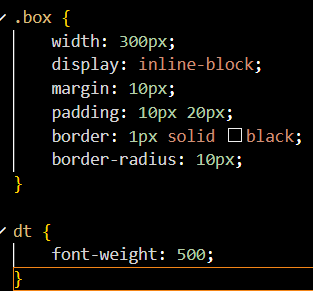 .box {
    width: 300px;
    display: inline-block;
    margin: 10px;
    padding: 10px 20px;
    border: 1px solid black;
    border-radius: 10px;
}

dt {
    font-weight: 500;
}